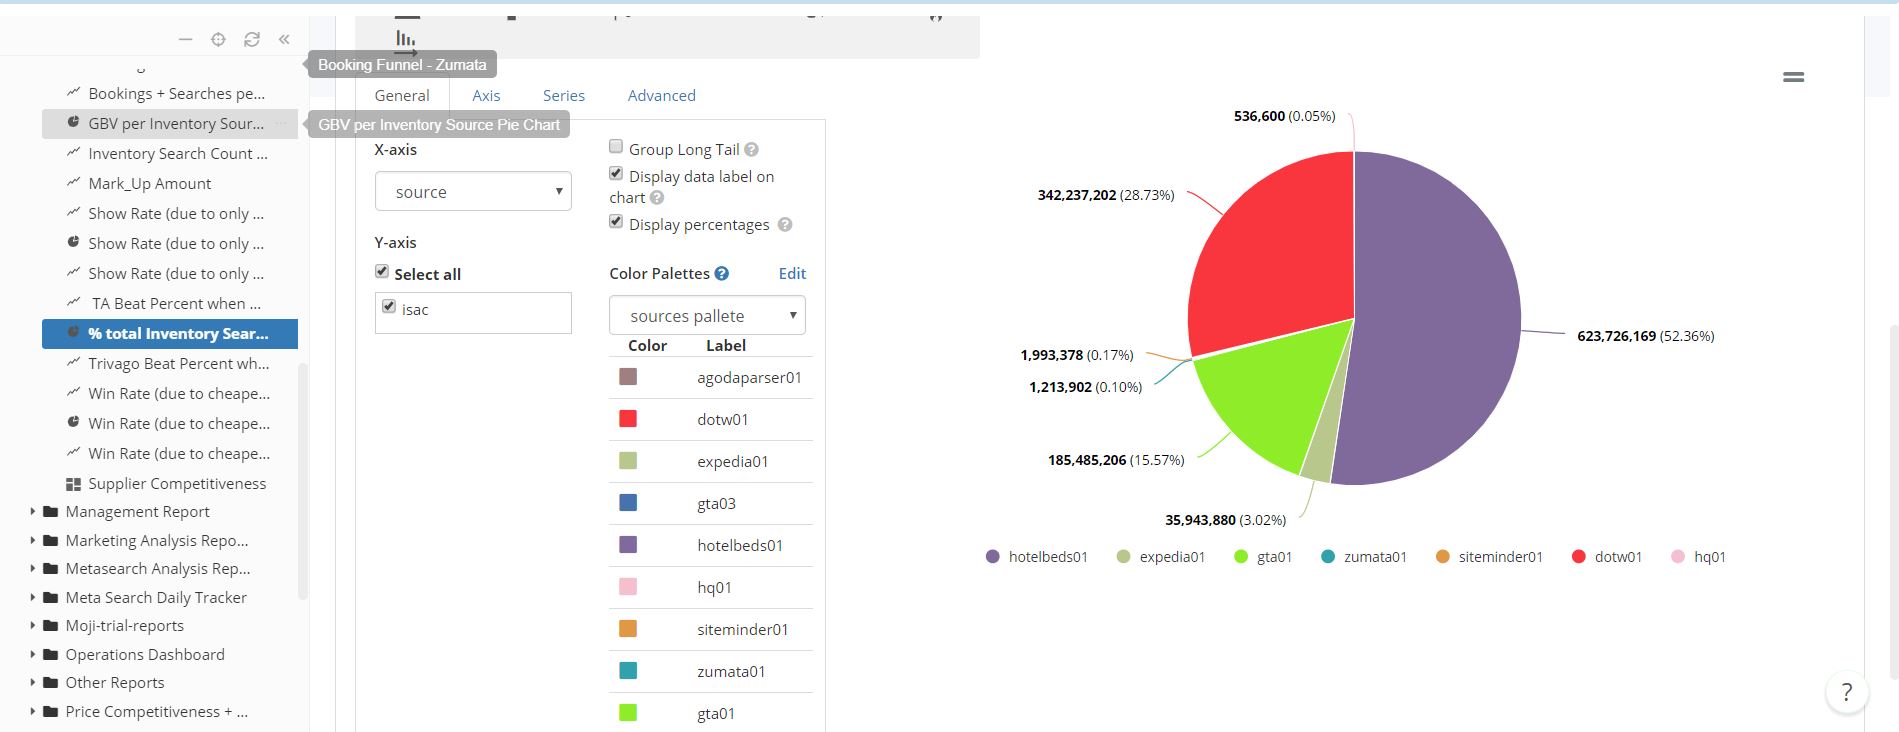 Booking Funnel - Zumata
Bookings + Searches pe...
GBV per Inventory Sour...
GBV per Inventory Source Pie Chart
Inventory Search Count ...
Mark_Up Amount
Show Rate (due to only ...
Show Rate (due to only ...
Show Rate (due to only ...
TA Beat Percent when ...
% total Inventory Sear...
Trivago Beat Percent wh...
Win Rate (due to cheape...
Win Rate (due to cheape...
Win Rate (due to cheape...
Supplier Competitiveness
Management Report
Marketing Analysis Repo...
Metasearch Analysis Rep...
Meta Search Daily Tracker
Moji-trial-reports
Operations Dashboard
Other Reports
Price Competitiveness + ...
General Axis Series Advanced
X-axis
source
Y-axis
Select all
isac
Group Long Tail ?
Display data label on
chart ?
Display percentages ?
Color Palettes ? Edit
sources pallete
Color Label
agodaparser01
dotw01
expedia01
gta03
hotelbeds01
hq01
siteminder01
zumata01
gta01
536,600 (0.05%)
342,237,202 (28.73%)
623,726,169 (52.36%)
1,993,378 (0.17%)
1,213,902 (0.10%)
185,485,206 (15.57%)
35,943,880 (3.02%)
hotelbeds01 expedia01 gta01 zumata01 siteminder01 dotw01 hq01
?